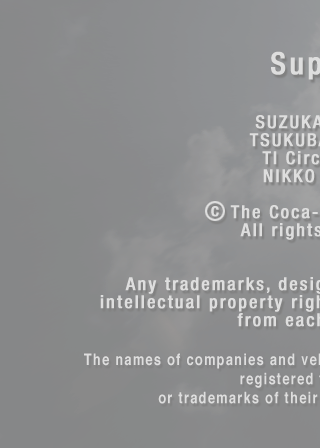 Sup
SUZUKA
TSUKUBA
TI Circ
NIKKO
© The Coca-
All rights
Any trademarks, desig
intellectual property righ
from each
The names of companies and veh
registered t
or trademarks of their